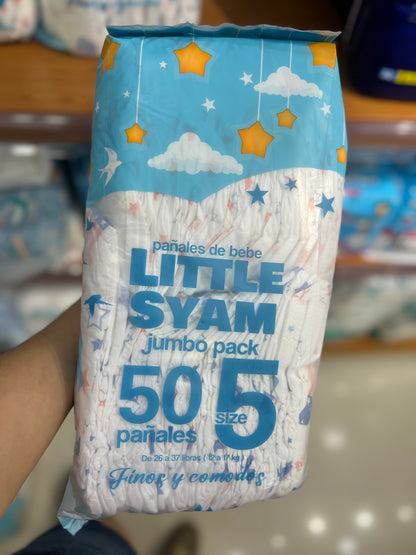 pañales de bebe
LITTLE
SYAM
jumbo pack
50 size 5
pañales
De 26 a 37 libras ( 12 a 17 kg )
Finos y comodos